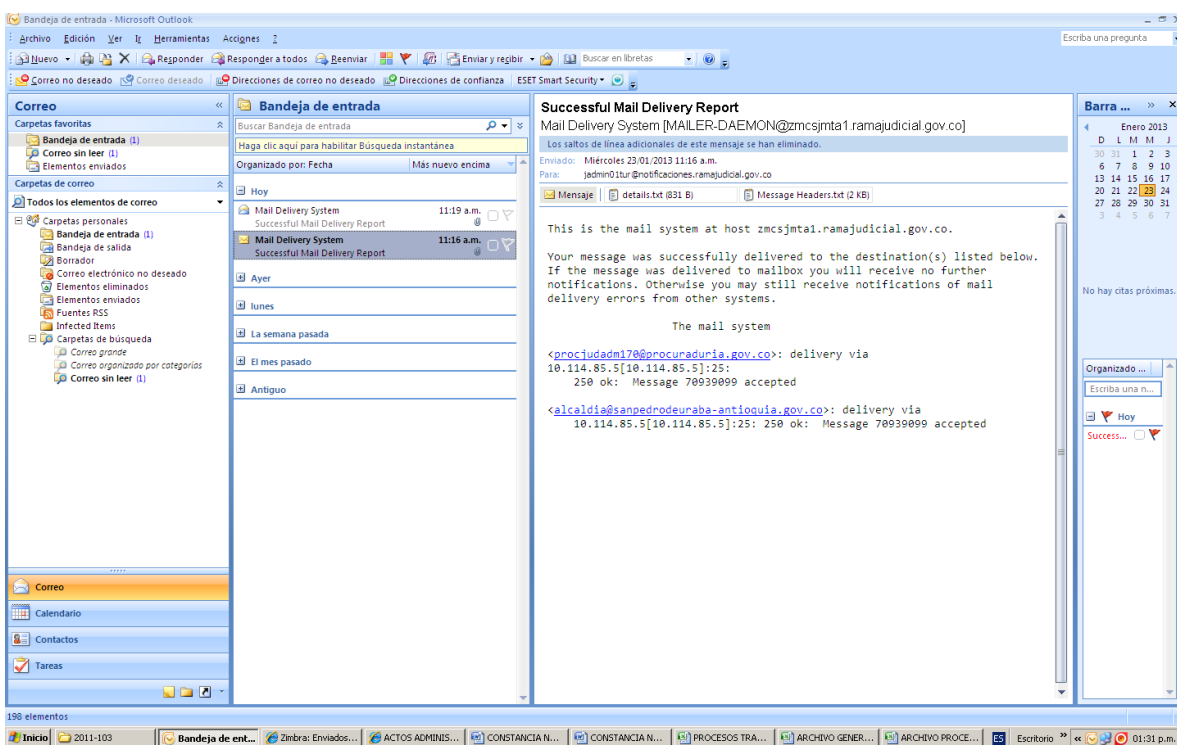 Bandeja de entrada - Microsoft Outlook
Archivo Edición Ver Ir Herramientas Acciones ?
Escriba una pregunta
Nuevo Responder Responder a todos Reenviar Enviar y recibir Buscar en libretas
Correo no deseado Correo deseado Direcciones de correo no deseado Direcciones de confianza ESET Smart Security
Correo
Carpetas favoritas
Bandeja de entrada (1)
Correo sin leer (1)
Elementos enviados
Carpetas de correo
Todos los elementos de correo
Carpetas personales
Bandeja de entrada (1)
Bandeja de salida
Borrador
Correo electrónico no deseado
Elementos eliminados
Elementos enviados
Fuentes RSS
Infected Items
Carpetas de búsqueda
Correo grande
Correo organizado por categorías
Correo sin leer (1)
Correo
Calendario
Contactos
Tareas
Bandeja de entrada
Buscar Bandeja de entrada
Haga clic aquí para habilitar Búsqueda instantánea
Organizado por: Fecha Más nuevo encima
Hoy
Mail Delivery System 11:19 a.m.
Successful Mail Delivery Report
Mail Delivery System 11:16 a.m.
Successful Mail Delivery Report
Ayer
lunes
La semana pasada
El mes pasado
Antiguo
Successful Mail Delivery Report
Mail Delivery System [MAILER-DAEMON@zmcsjmta1.ramajudicial.gov.co]
Los saltos de línea adicionales de este mensaje se han eliminado.
Enviado: Miércoles 23/01/2013 11:16 a.m.
Para: jadmin01tur@notificaciones.ramajudicial.gov.co
Mensaje details.txt (831 B) Message Headers.txt (2 KB)
This is the mail system at host zmcsjmta1.ramajudicial.gov.co.
Your message was successfully delivered to the destination(s) listed below.
If the message was delivered to mailbox you will receive no further
notifications. Otherwise you may still receive notifications of mail
delivery errors from other systems.
The mail system
<procjudadm170@procuraduria.gov.co>: delivery via
10.114.85.5[10.114.85.5]:25:
250 ok: Message 70939099 accepted
<alcaldia@sanpedrodeuraba-antioquia.gov.co>: delivery via
10.114.85.5[10.114.85.5]:25: 250 ok: Message 70939099 accepted
Barra ...
Enero 2013
D L M M J
30 31 1 2 3
6 7 8 9 10
13 14 15 16 17
20 21 22 23 24
27 28 29 30 31
3 4 5 6 7
No hay citas próximas.
Organizado ...
Escriba una n...
Hoy
Success...
198 elementos
Inicio 2011-103 Bandeja de ent... Zimbra: Enviados... ACTOS ADMINIS... CONSTANCIA N... CONSTANCIA N... PROCESOS TRA... ARCHIVO GENER... ARCHIVO PROCE... ES Escritorio 01:31 p.m.